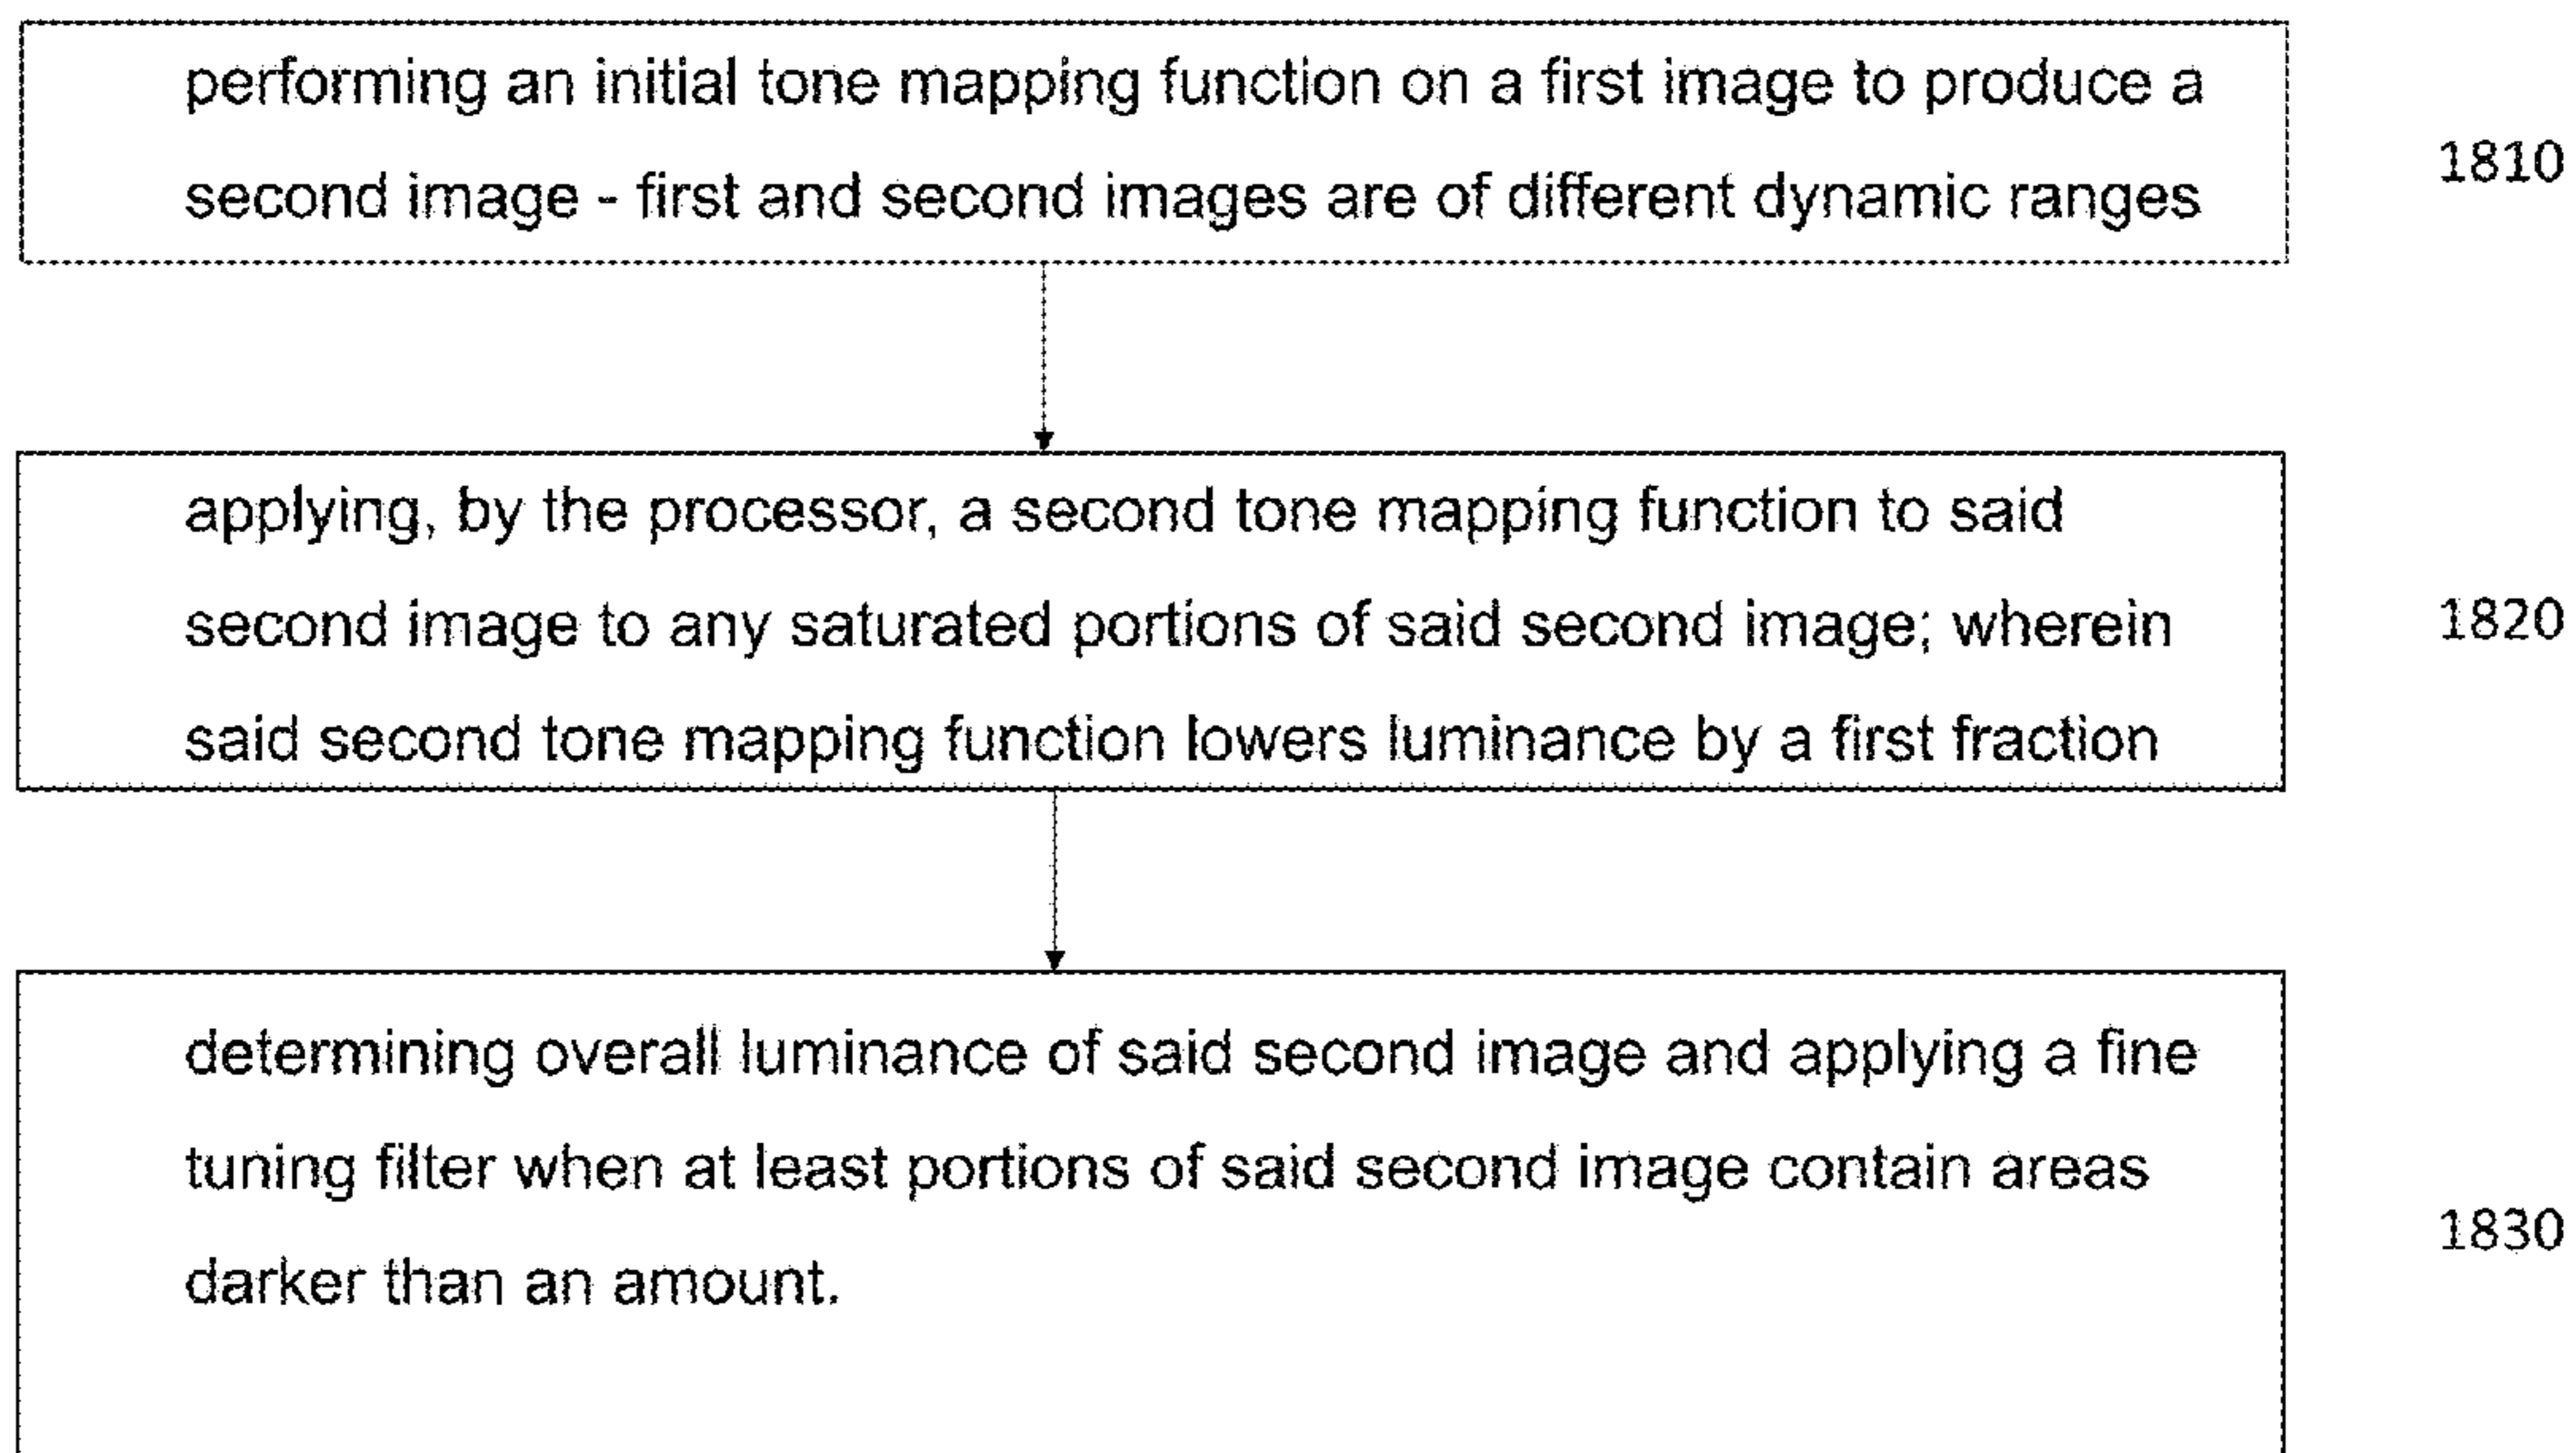 performing an initial tone mapping function on a first image to produce a
second image - first and second images are of different dynamic ranges
1810
applying, by the processor, a second tone mapping function to said
second image to any saturated portions of said second image; wherein
said second tone mapping function lowers luminance by a first fraction
1820
determining overall luminance of said second image and applying a fine
tuning filter when at least portions of said second image contain areas
darker than an amount.
1830